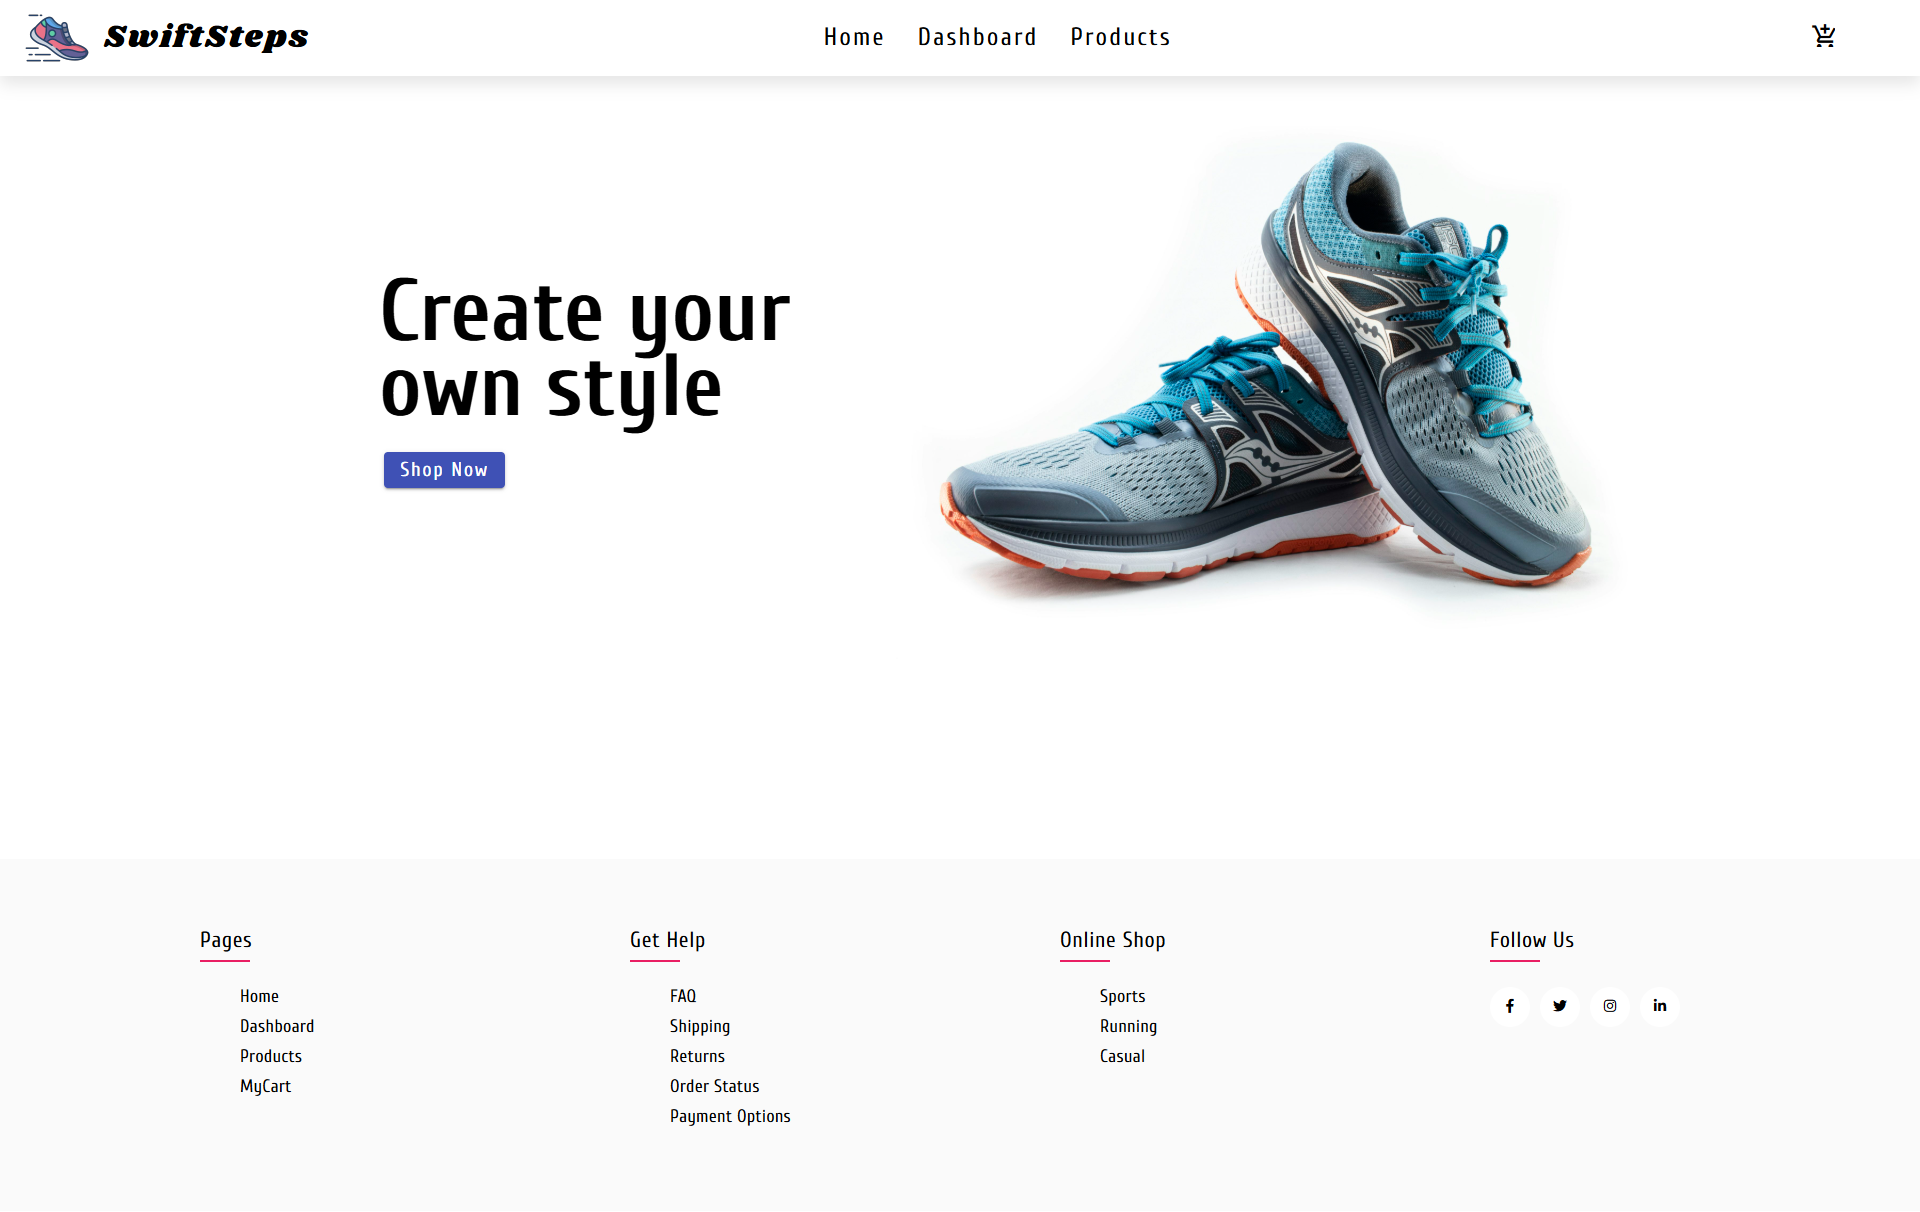 SwiftSteps
Home Dashboard Products
Create your
own style
Shop Now
Pages
Home
Dashboard
Products
MyCart
Get Help
FAQ
Shipping
Returns
Order Status
Payment Options
Online Shop
Sports
Running
Casual
Follow Us